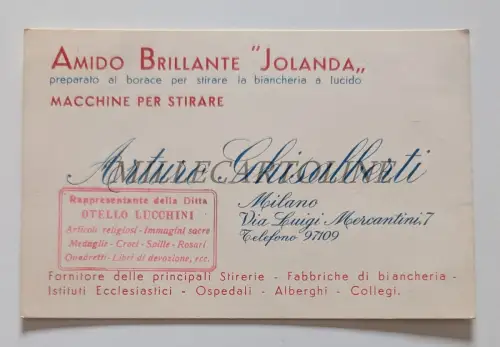 AMIDO BRILLANTE "JOLANDA„
preparato al borace per stirare la biancheria a lucido
MACCHINE PER STIRARE
Arturo Ghisalberti
MILLECARTOLINE
Milano
Via Luigi Mercantini, 7
Telefono 97109
Rappresentante della Ditta
OTELLO LUCCHINI
Articoli religiosi - Immagini sacre
Medaglie - Croci - Spille - Rosari
Quadretti - Libri di devozione, ecc.
Fornitore delle principali Stirerie - Fabbriche di biancheria -
Istituti Ecclesiastici - Ospedali - Alberghi - Collegi.